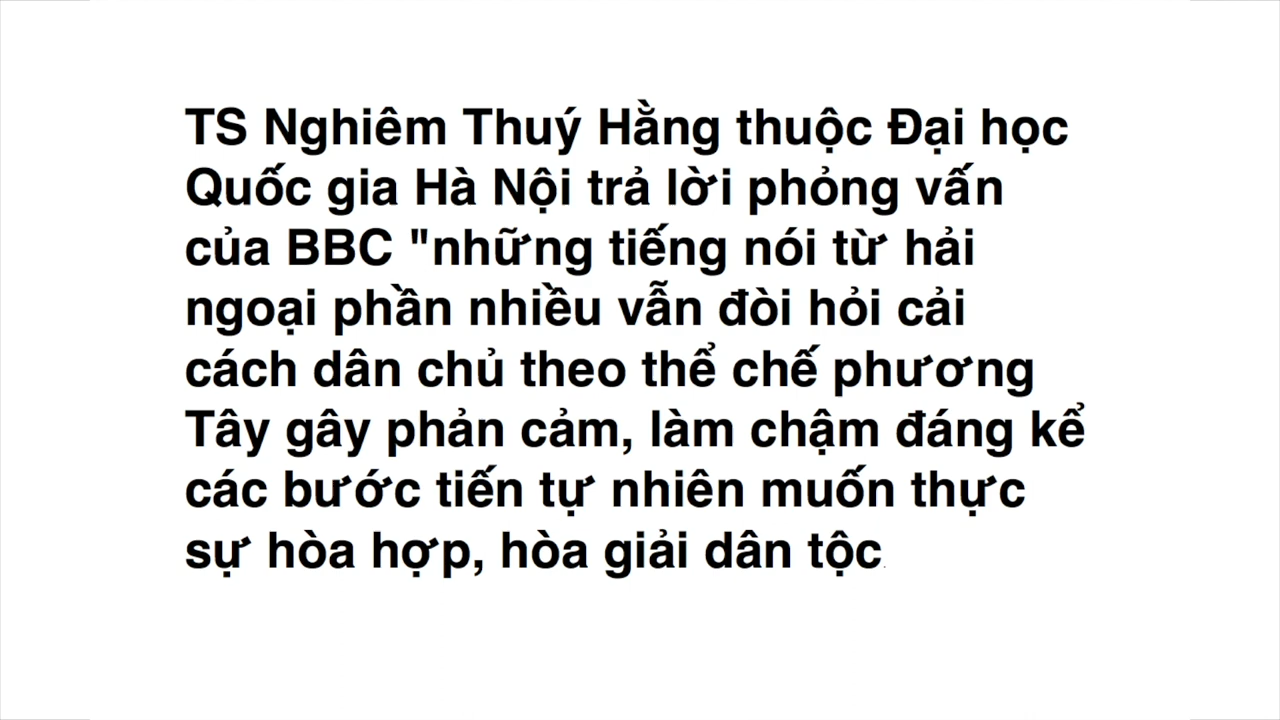 TS Nghiêm Thuý Hằng thuộc Đại học
Quốc gia Hà Nội trả lời phỏng vấn
của BBC "những tiếng nói từ hải
ngoại phần nhiều vẫn đòi hỏi cải
cách dân chủ theo thể chế phương
Tây gây phản cảm, làm chậm đáng kể
các bước tiến tự nhiên muốn thực
sự hòa hợp, hòa giải dân tộc.